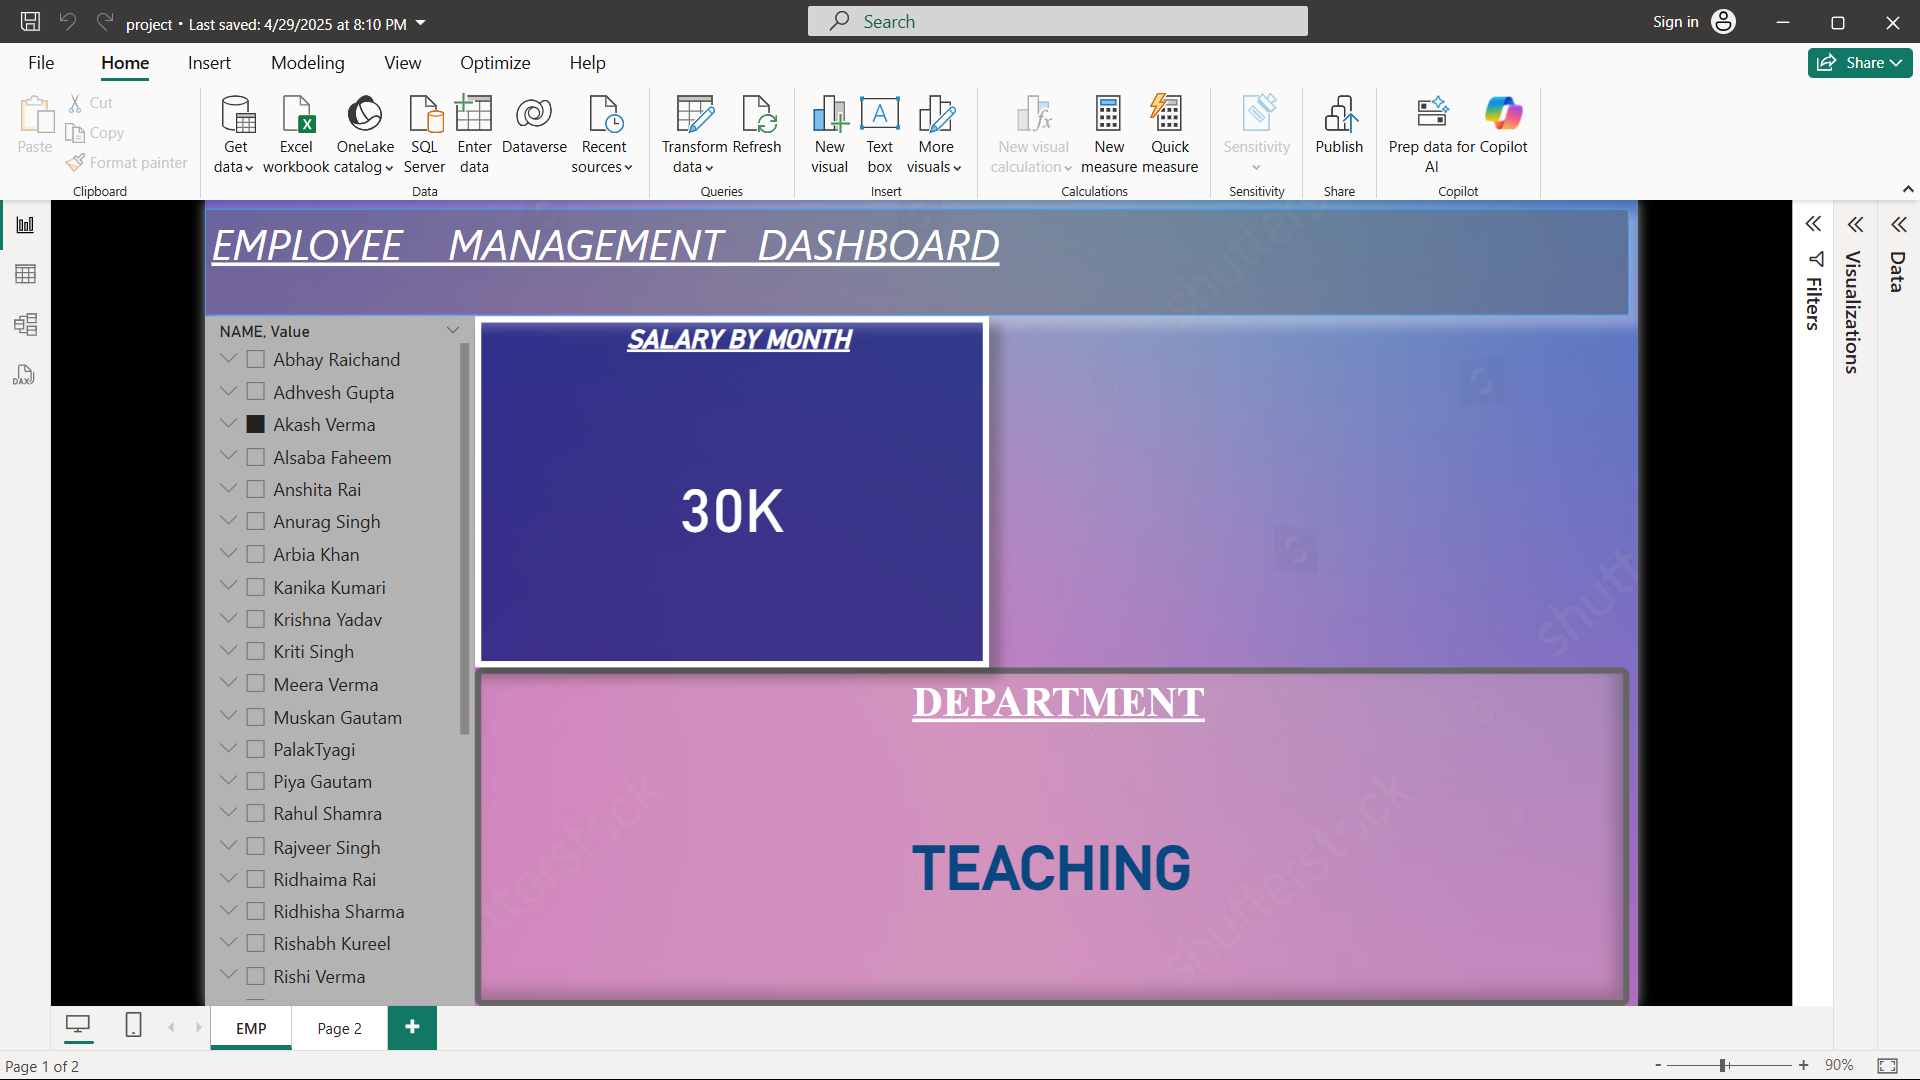 project • Last saved: 4/29/2025 at 8:10 PM
Search
Sign in
File Home Insert Modeling View Optimize Help
Share
Paste
Cut
Copy
Format painter
Clipboard
Get data
Excel workbook
OneLake catalog
SQL Server
Enter data
Dataverse
Recent sources
Data
Transform data
Refresh
Queries
New visual
Text box
More visuals
Insert
New visual calculation
New measure
Quick measure
Calculations
Sensitivity
Sensitivity
Publish
Share
Prep data for AI
Copilot
Copilot
DAX
EMPLOYEE MANAGEMENT DASHBOARD
NAME, Value
Abhay Raichand
Adhvesh Gupta
Akash Verma
Alsaba Faheem
Anshita Rai
Anurag Singh
Arbia Khan
Kanika Kumari
Krishna Yadav
Kriti Singh
Meera Verma
Muskan Gautam
PalakTyagi
Piya Gautam
Rahul Shamra
Rajveer Singh
Ridhaima Rai
Ridhisha Sharma
Rishabh Kureel
Rishi Verma
SALARY BY MONTH
30K
DEPARTMENT
TEACHING
shutterstock
shutterstock
Filters
Visualizations
Data
EMP
Page 2
Page 1 of 2
- + 90%